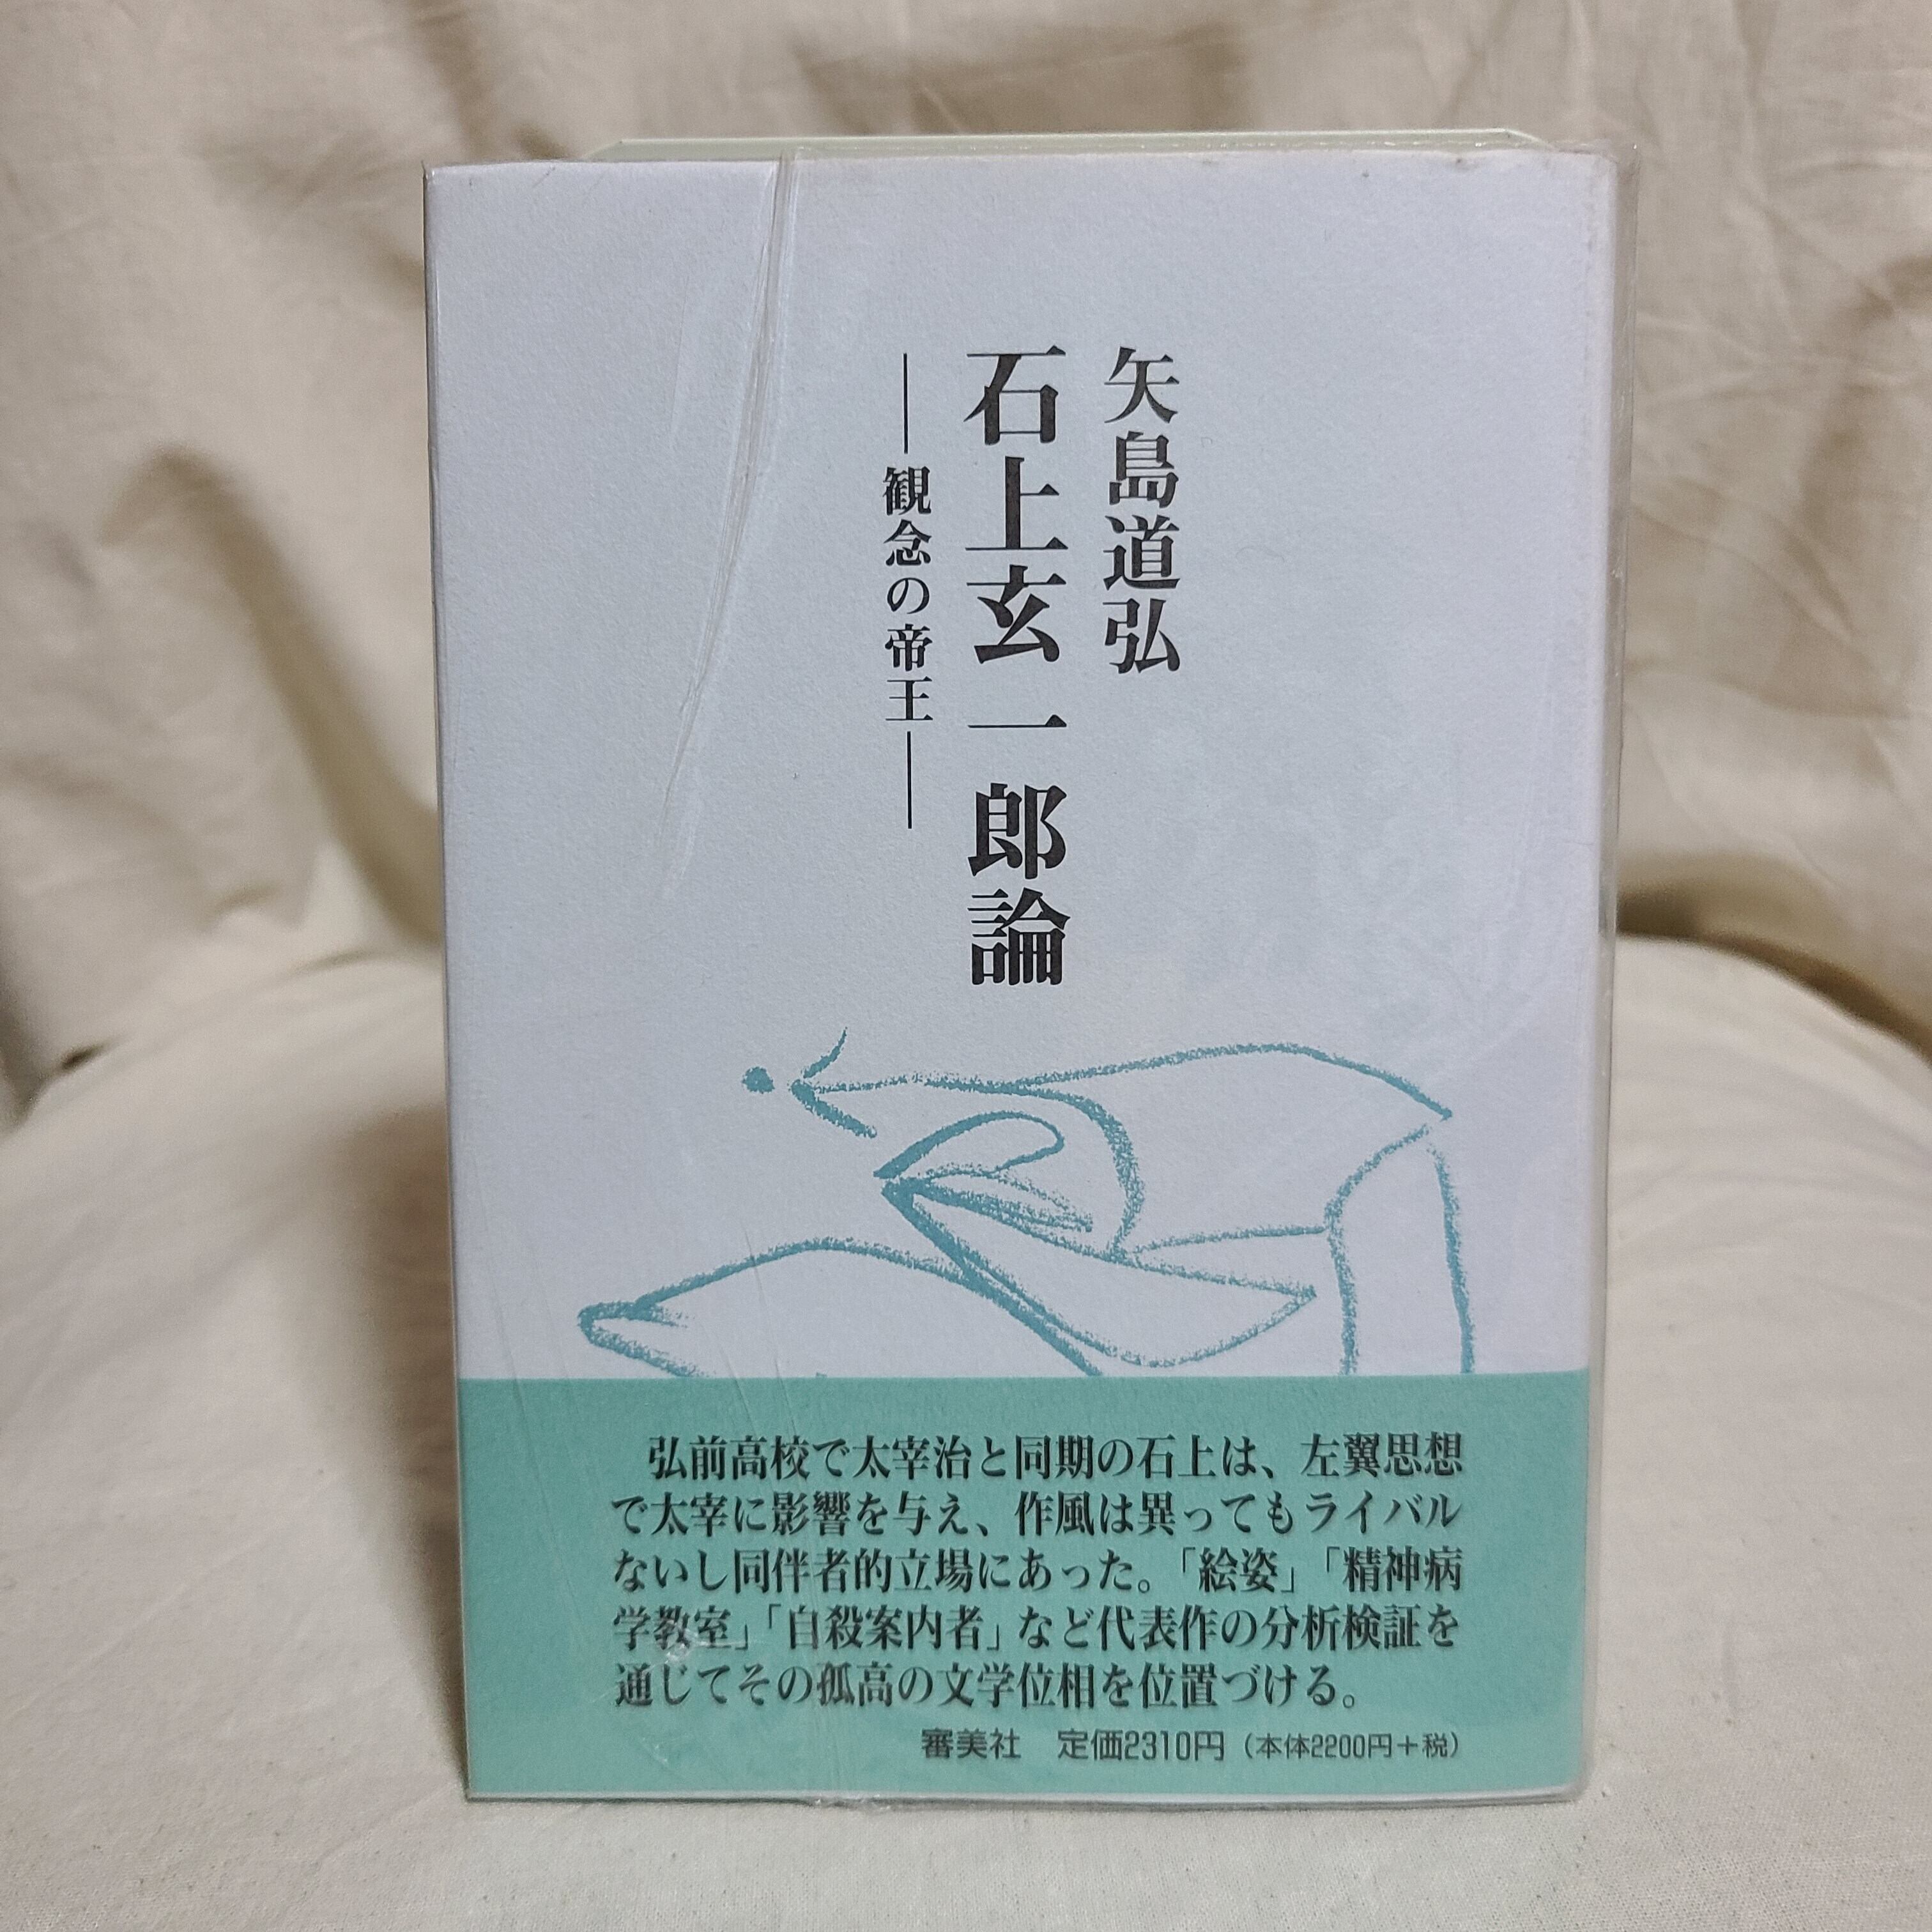 矢島道弘
石上玄一郎論
――観念の帝王――
弘前高校で太宰治と同期の石上は、左翼思想
で太宰に影響を与え、作風は異ってもライバル
ないし同伴者的立場にあった。「絵姿」「精神病
学教室」「自殺案内者」など代表作の分析検証を
通じてその孤高の文学位相を位置づける。
審美社 定価2310円（本体2200円＋税）